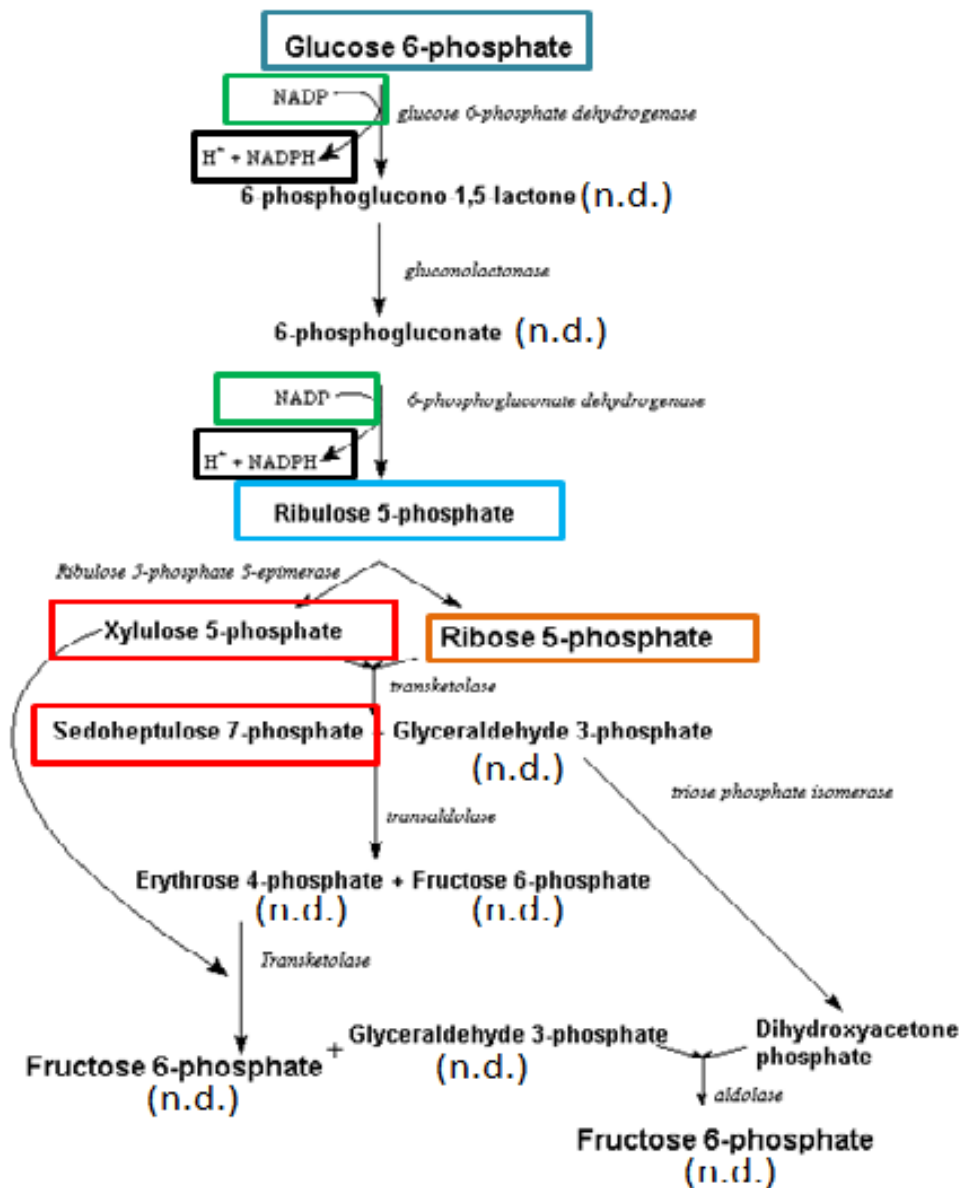 Glucose 6-phosphate
NADP
glucose 6-phosphate dehydrogenase
H+ + NADPH
6-phosphoglucono-1,5-lactone (n.d.)
gluconolactonase
6-phosphogluconate (n.d.)
NADP
6-phosphogluconate dehydrogenase
H+ + NADPH
Ribulose 5-phosphate
Ribulose 5-phosphate 5-epimerase
Xylulose 5-phosphate
Ribose 5-phosphate
transketolase
Sedoheptulose 7-phosphate + Glyceraldehyde 3-phosphate
(n.d.)
triose phosphate isomerase
transaldolase
Erythrose 4-phosphate + Fructose 6-phosphate
(n.d.) (n.d.)
Transketolase
Fructose 6-phosphate + Glyceraldehyde 3-phosphate
(n.d.) (n.d.)
Dihydroxyacetone
phosphate
aldolase
Fructose 6-phosphate
(n.d.)